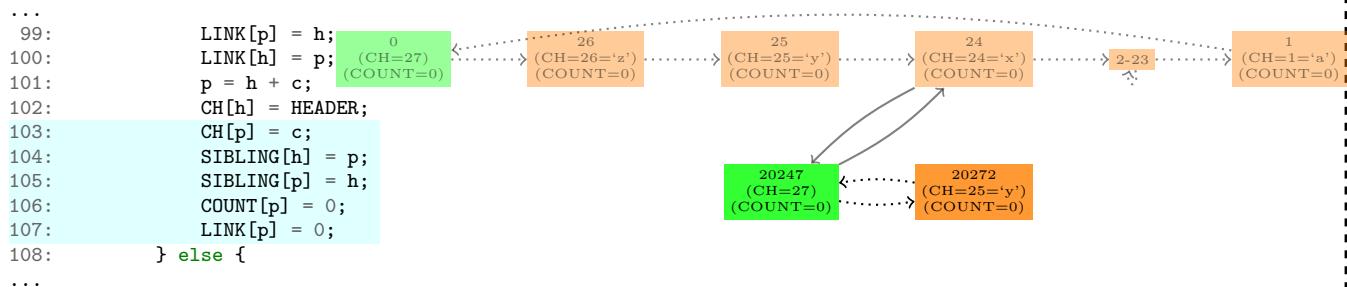 ...
99: LINK[p] = h;
100: LINK[h] = p;
101: p = h + c;
102: CH[h] = HEADER;
103: CH[p] = c;
104: SIBLING[h] = p;
105: SIBLING[p] = h;
106: COUNT[p] = 0;
107: LINK[p] = 0;
108: } else {
...
0
(CH=27)
(COUNT=0)
26
(CH=26=‘z’)
(COUNT=0)
25
(CH=25=‘y’)
(COUNT=0)
24
(CH=24=‘x’)
(COUNT=0)
2-23
1
(CH=1=‘a’)
(COUNT=0)
20247
(CH=27)
(COUNT=0)
20272
(CH=25=‘y’)
(COUNT=0)